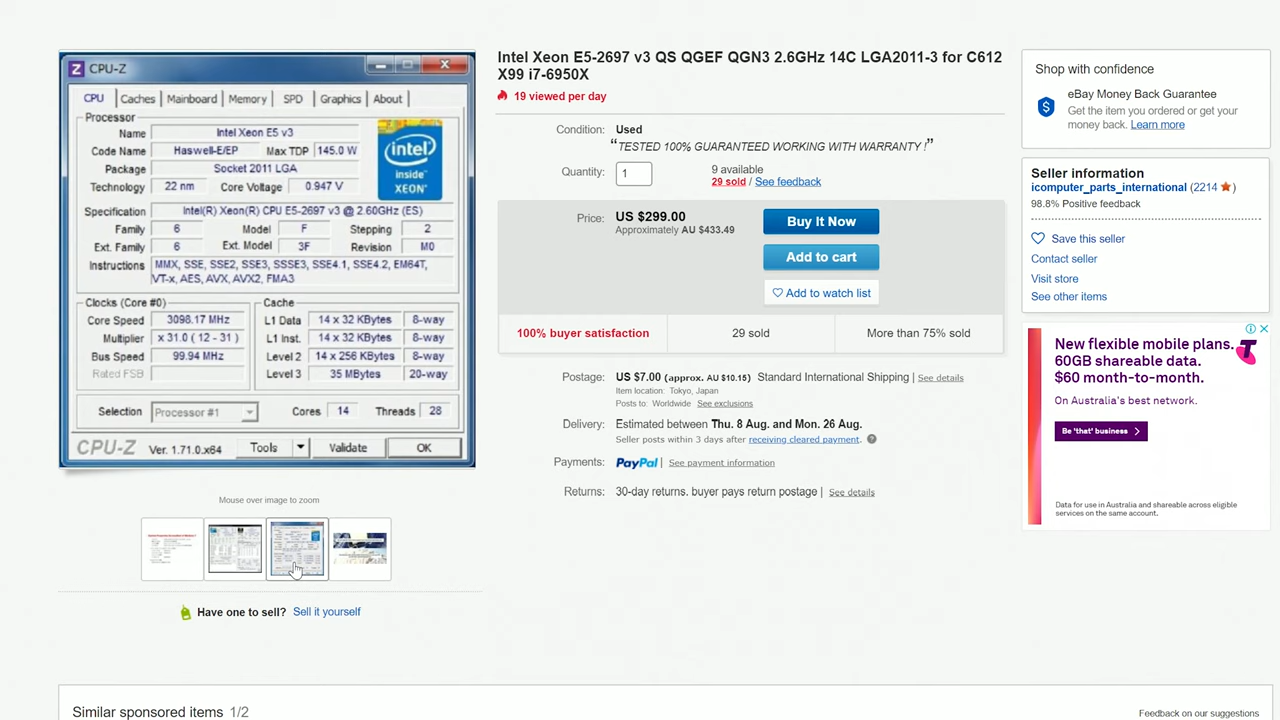 CPU-Z
CPU Caches Mainboard Memory SPD Graphics About
Processor
Name Intel Xeon E5 v3
Code Name Haswell-E/EP Max TDP 145.0 W
Package Socket 2011 LGA
Technology 22 nm Core Voltage 0.947 V
intel inside XEON
Specification Intel(R) Xeon(R) CPU E5-2697 v3 @ 2.60GHz (ES)
Family 6 Model F Stepping 2
Ext. Family 6 Ext. Model 3F Revision M0
Instructions MMX, SSE, SSE2, SSE3, SSSE3, SSE4.1, SSE4.2, EM64T,
VT-x, AES, AVX, AVX2, FMA3
Clocks (Core #0)
Core Speed 3098.17 MHz
Multiplier x 31.0 ( 12 - 31 )
Bus Speed 99.94 MHz
Rated FSB
Cache
L1 Data 14 x 32 KBytes 8-way
L1 Inst. 14 x 32 KBytes 8-way
Level 2 14 x 256 KBytes 8-way
Level 3 35 MBytes 20-way
Selection Processor #1 Cores 14 Threads 28
CPU-Z Ver. 1.71.0.x64 Tools Validate OK
Mouse over image to zoom
Have one to sell? Sell it yourself
Intel Xeon E5-2697 v3 QS QGEF QGN3 2.6GHz 14C LGA2011-3 for C612
X99 i7-6950X
19 viewed per day
Condition: Used
“TESTED 100% GUARANTEED WORKING WITH WARRANTY !”
Quantity: 1 9 available
29 sold / See feedback
Price: US $299.00
Approximately AU $433.49
Buy It Now
Add to cart
Add to watch list
100% buyer satisfaction 29 sold More than 75% sold
Postage: US $7.00 (approx. AU $10.15) Standard International Shipping | See details
Item location: Tokyo, Japan
Posts to: Worldwide See exclusions
Delivery: Estimated between Thu. 8 Aug. and Mon. 26 Aug.
Seller posts within 3 days after receiving cleared payment. ?
Payments: PayPal | See payment information
Returns: 30-day returns. buyer pays return postage | See details
Shop with confidence
eBay Money Back Guarantee
Get the item you ordered or get your
money back. Learn more
Seller information
icomputer_parts_international (2214 )
98.8% Positive feedback
Save this seller
Contact seller
Visit store
See other items
New flexible mobile plans.
60GB shareable data.
$60 month-to-month.
On Australia's best network.
Be 'that' business
Data for use in Australia and shareable across eligible
services on the same account.
Similar sponsored items 1/2
Feedback on our suggestions